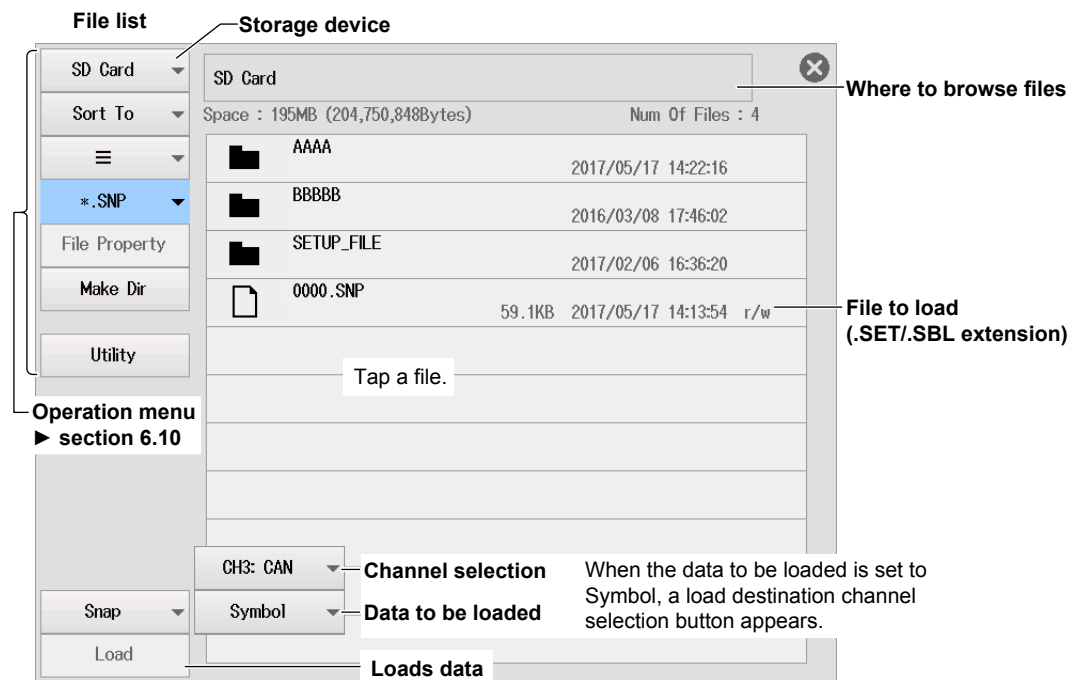 File list
Storage device
SD Card
SD Card
Where to browse files
Sort To
Space : 195MB (204,750,848Bytes)
Num Of Files : 4
AAAA
2017/05/17 14:22:16
*.SNP
BBBBB
2016/03/08 17:46:02
File Property
SETUP_FILE
2017/02/06 16:36:20
Make Dir
0000.SNP
59.1KB 2017/05/17 14:13:54 r/w
File to load
(.SET/.SBL extension)
Utility
Tap a file.
Operation menu
► section 6.10
CH3: CAN
Channel selection
When the data to be loaded is set to
Symbol, a load destination channel
selection button appears.
Snap
Symbol
Data to be loaded
Load
Loads data